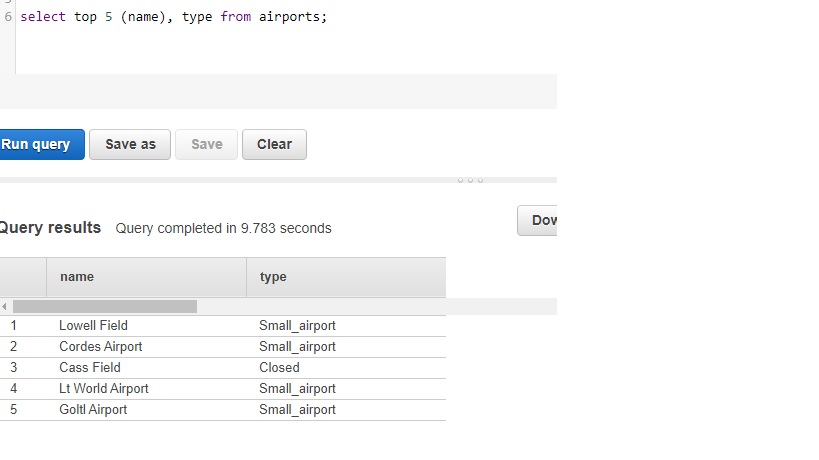 6 select top 5 (name), type from airports;
Run query Save as Save Clear
Query results Query completed in 9.783 seconds
name type
1 Lowell Field Small_airport
2 Cordes Airport Small_airport
3 Cass Field Closed
4 Lt World Airport Small_airport
5 Goltl Airport Small_airport